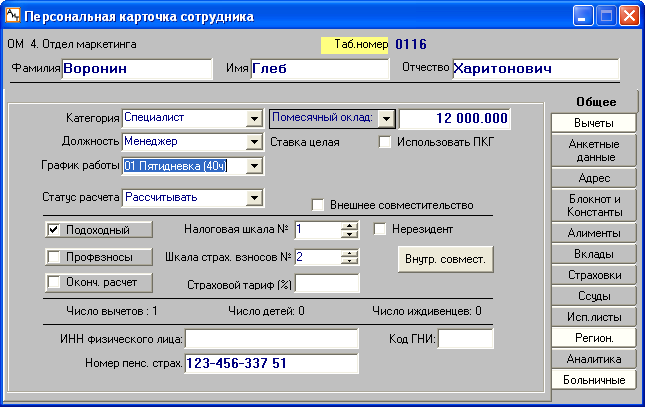 Персональная карточка сотрудника
ОМ 4. Отдел маркетинга Таб.номер 0116
Фамилия Воронин Имя Глеб Отчество Харитонович
Общее
Категория Специалист Помесячный оклад: 12 000.000
Вычеты
Должность Менеджер Ставка целая Использовать ПКГ
Анкетные данные
График работы 01 Пятидневка (40ч)
Адрес
Статус расчета Рассчитывать Внешнее совместительство
Блокнот и Константы
Подоходный Налоговая шкала № 1 Нерезидент
Алименты
Профвзносы Шкала страх. взносов № 2 Внутр. совмест.
Вклады
Оконч. расчет Страховой тариф (%)
Страховки
Ссуды
Число вычетов : 1 Число детей: 0 Число иждивенцев: 0
Исп.листы
ИНН физического лица: Код ГНИ:
Регион.
Номер пенс. страх. 123-456-337 51
Аналитика
Больничные